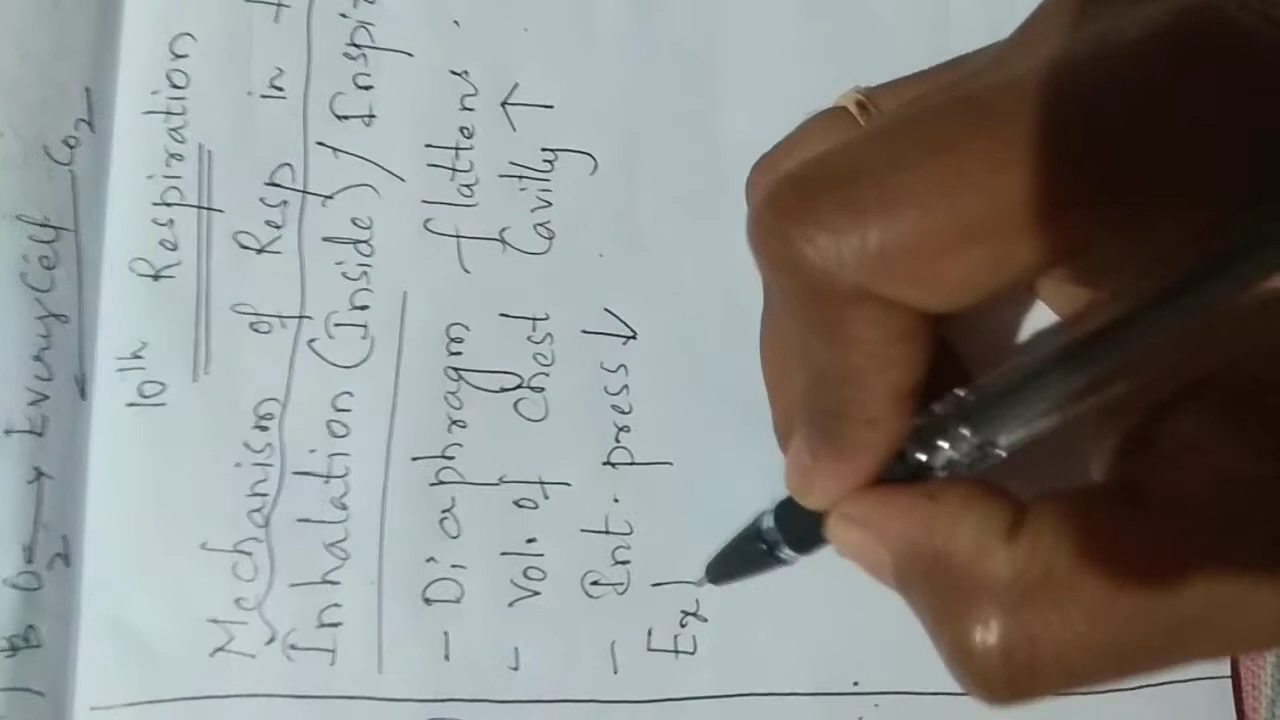 B O2 → Every Cell CO2
10th Respiration
Mechanism of Resp in
Inhalation (Inside) / Inspi
- Diaphragm flattens.
- Vol. of Chest Cavity ↑
- Int. press ↓
Ex